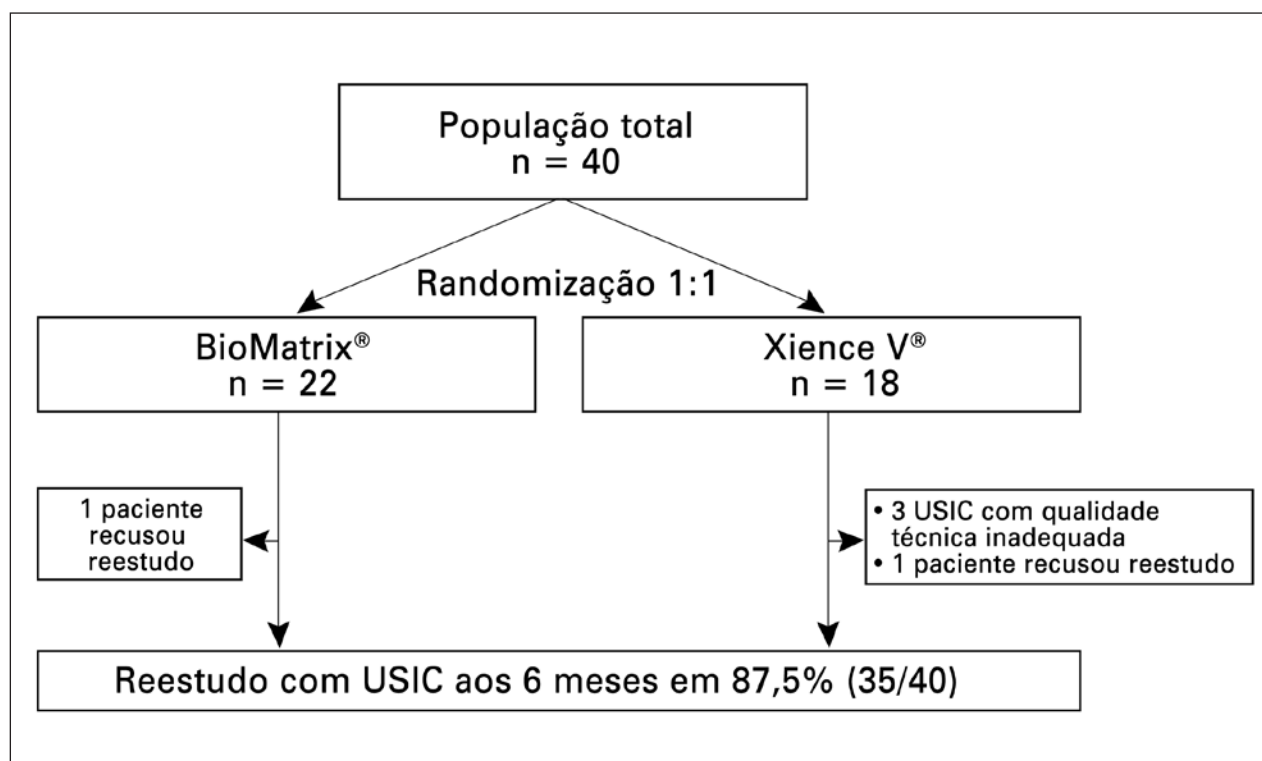 População total
n = 40
Randomização 1:1
BioMatrix®
n = 22
Xience V®
n = 18
1 paciente
recusou
reestudo
• 3 USIC com qualidade
técnica inadequada
• 1 paciente recusou reestudo
Reestudo com USIC aos 6 meses em 87,5% (35/40)